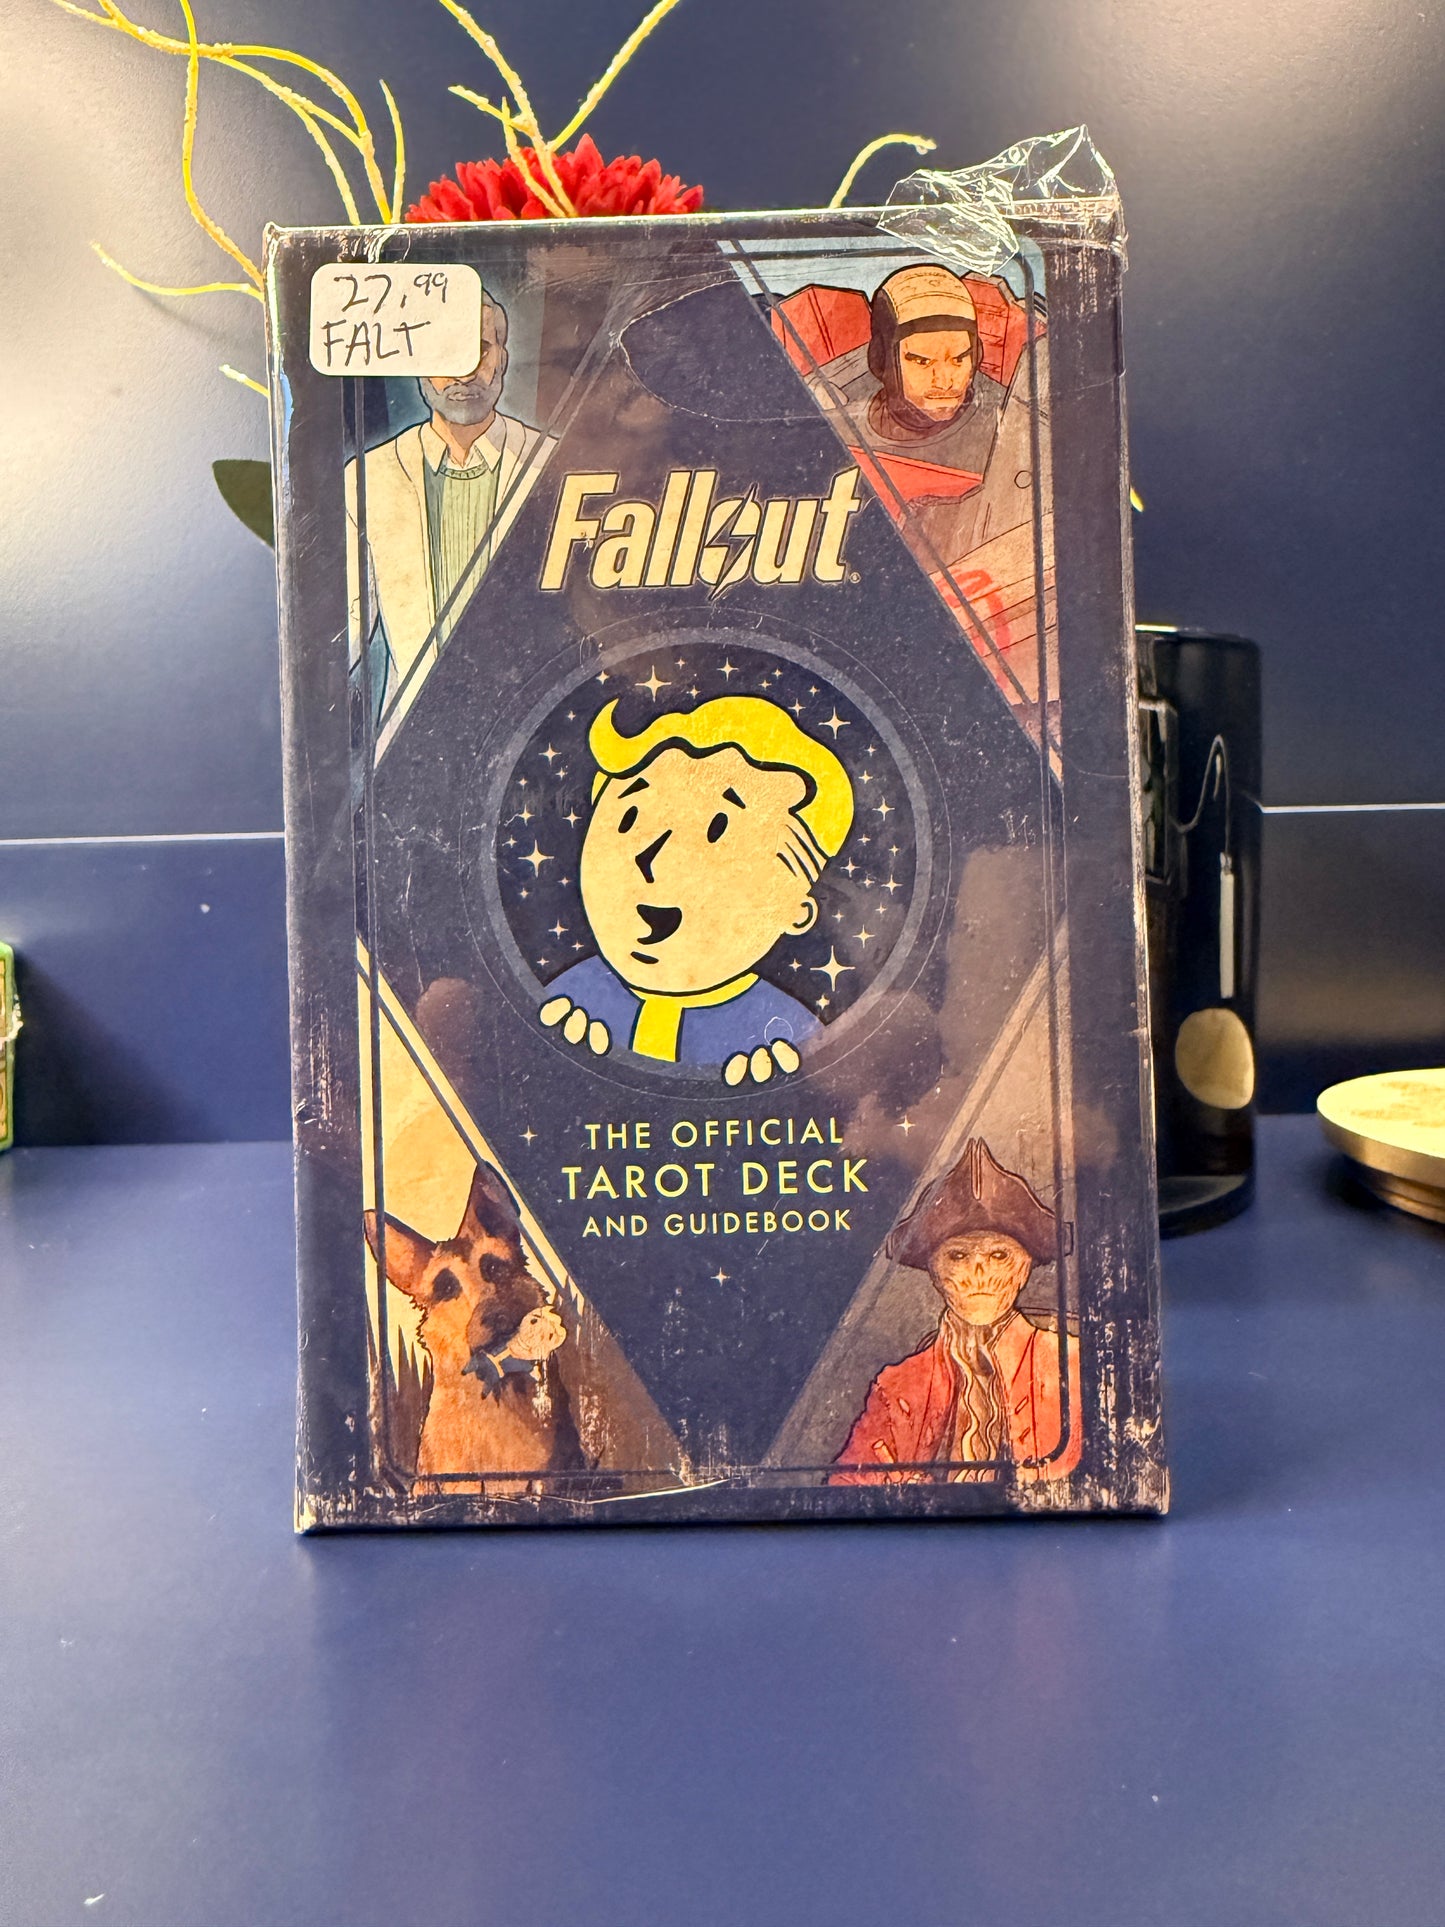 27.99
FALT
Fallout®
THE OFFICIAL
TAROT DECK
AND GUIDEBOOK